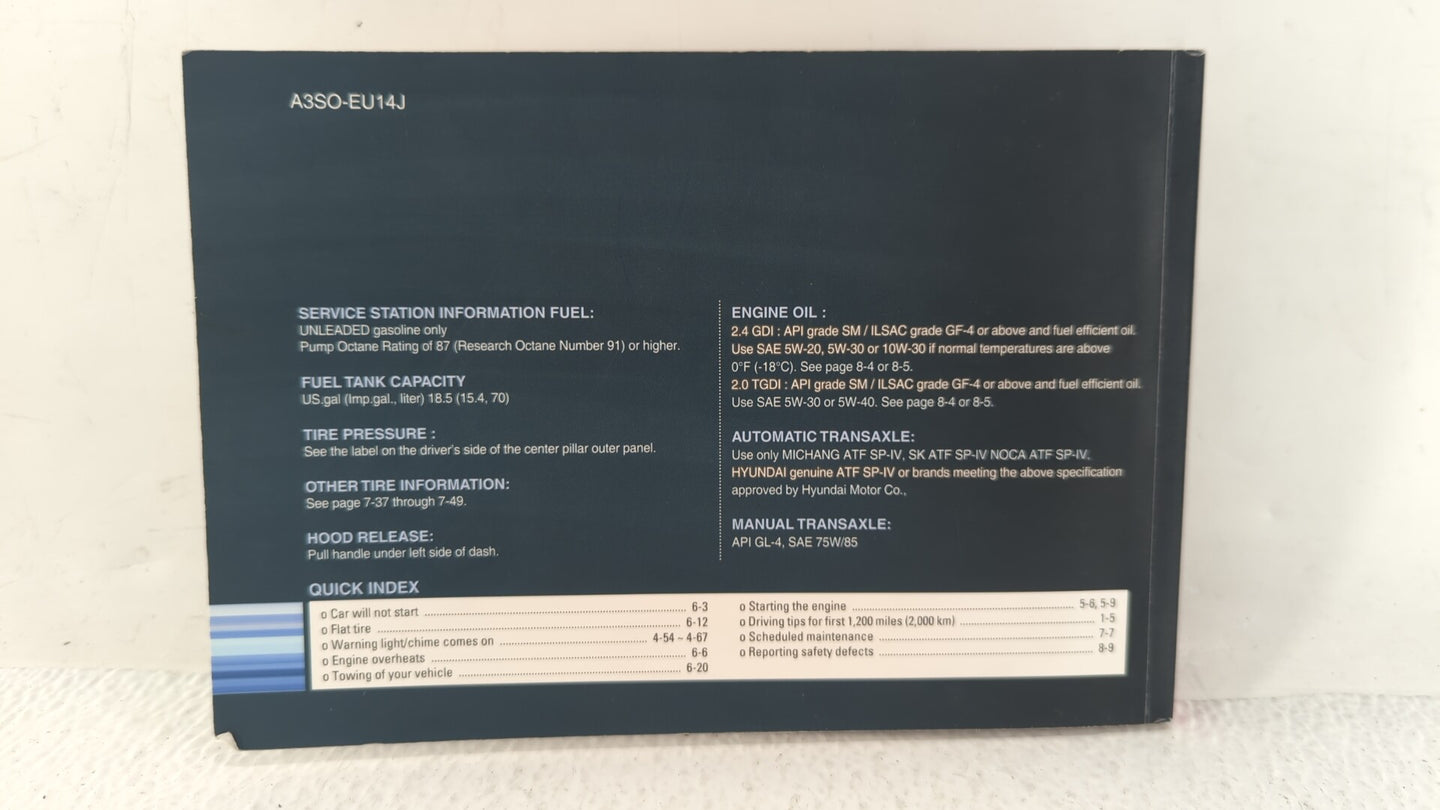 A3SO-EU14J
SERVICE STATION INFORMATION FUEL:
UNLEADED gasoline only
Pump Octane Rating of 87 (Research Octane Number 91) or higher.
FUEL TANK CAPACITY
US.gal (Imp.gal., liter) 18.5 (15.4, 70)
TIRE PRESSURE :
See the label on the driver's side of the center pillar outer panel.
OTHER TIRE INFORMATION:
See page 7-37 through 7-49.
HOOD RELEASE:
Pull handle under left side of dash.
ENGINE OIL :
2.4 GDI : API grade SM / ILSAC grade GF-4 or above and fuel efficient oil.
Use SAE 5W-20, 5W-30 or 10W-30 if normal temperatures are above
0°F (-18°C). See page 8-4 or 8-5.
2.0 TGDI : API grade SM / ILSAC grade GF-4 or above and fuel efficient oil.
Use SAE 5W-30 or 5W-40. See page 8-4 or 8-5.
AUTOMATIC TRANSAXLE:
Use only MICHANG ATF SP-IV, SK ATF SP-IV NOCA ATF SP-IV,
HYUNDAI genuine ATF SP-IV or brands meeting the above specification
approved by Hyundai Motor Co.,
MANUAL TRANSAXLE:
API GL-4, SAE 75W/85
QUICK INDEX
o Car will not start ........ 6-3
o Flat tire ........ 6-12
o Warning light/chime comes on ........ 4-54 ~ 4-67
o Engine overheats ........ 6-6
o Towing of your vehicle ........ 6-20
o Starting the engine ........ 5-6, 5-9
o Driving tips for first 1,200 miles (2,000 km) ........ 1-5
o Scheduled maintenance ........ 7-7
o Reporting safety defects ........ 8-9